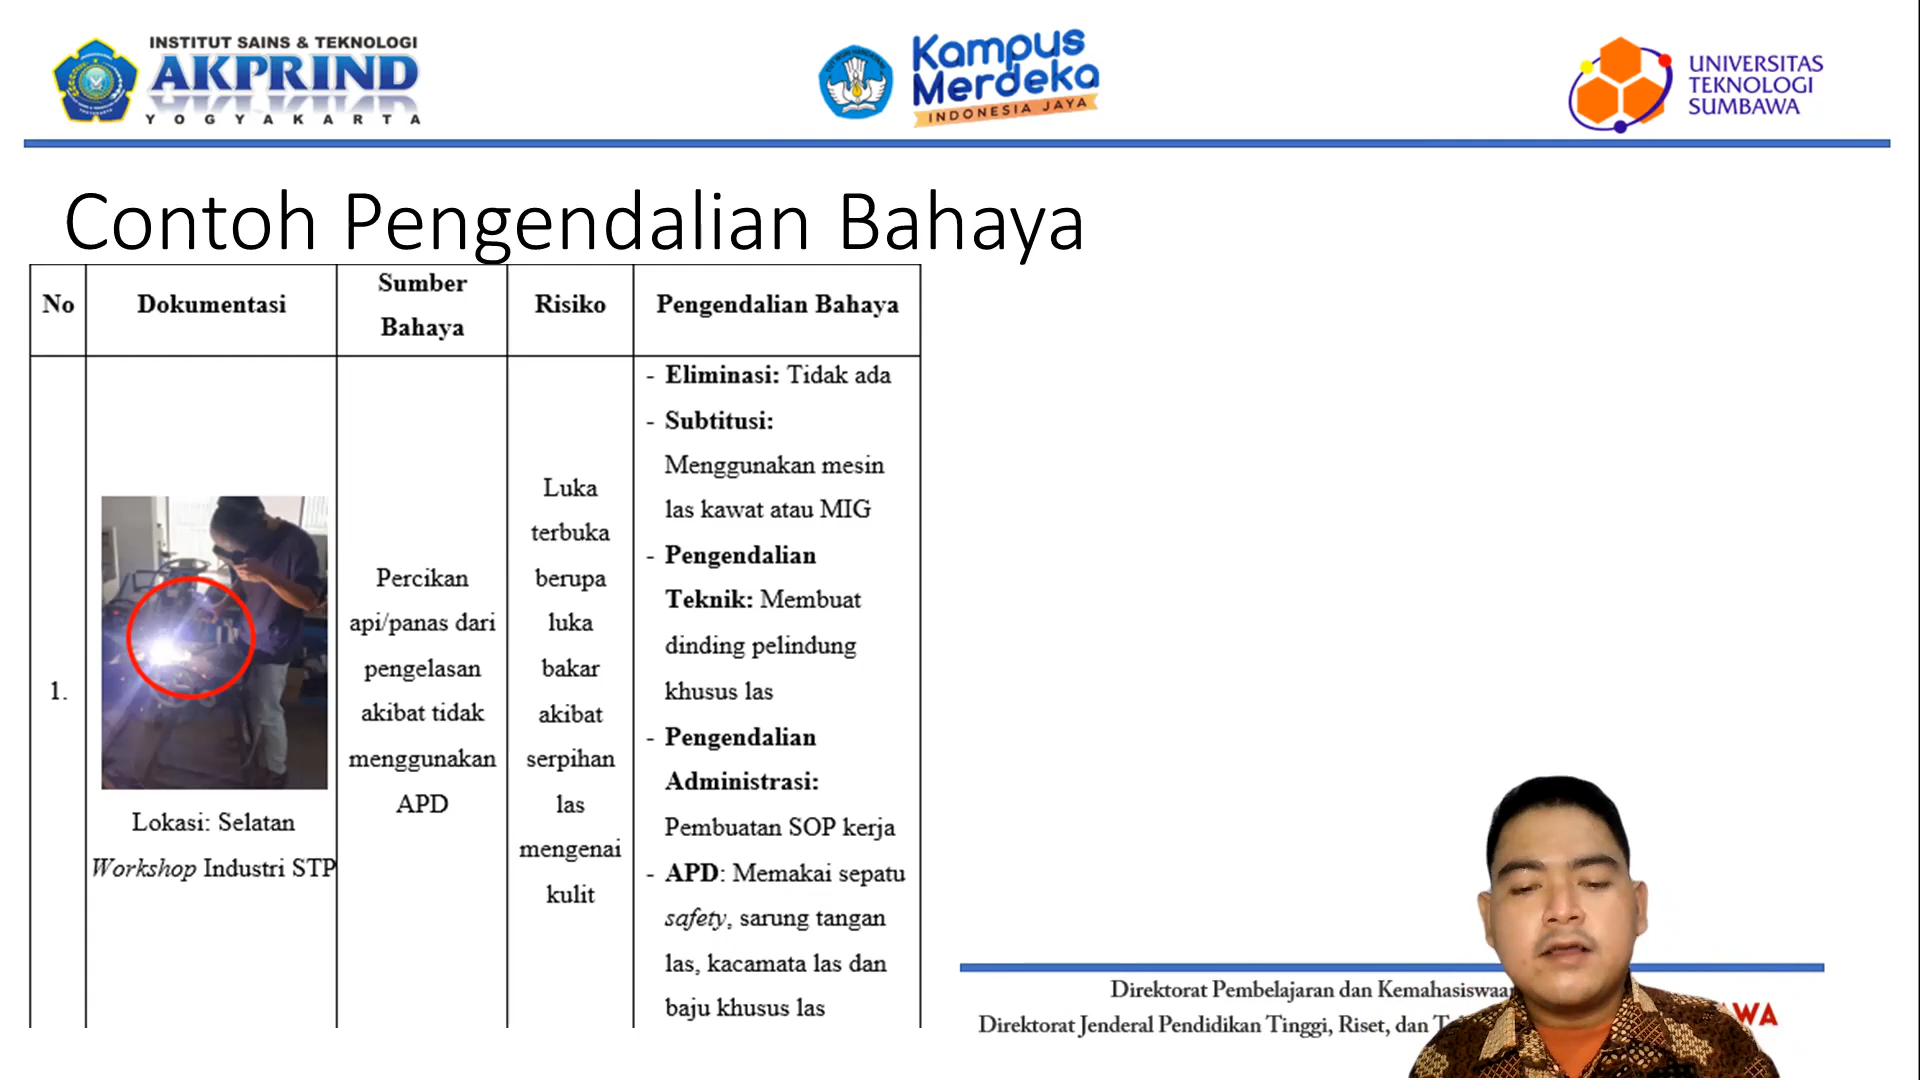 INSTITUT SAINS & TEKNOLOGI
AKPRIND
YOGYAKARTA
Kampus
Merdeka
INDONESIA JAYA
UNIVERSITAS
TEKNOLOGI
SUMBAWA
Contoh Pengendalian Bahaya
No
Dokumentasi
Sumber
Bahaya
Risiko
Pengendalian Bahaya
1.
Lokasi: Selatan
Workshop Industri STP
Percikan
api/panas dari
pengelasan
akibat tidak
menggunakan
APD
Luka
terbuka
berupa
luka
bakar
akibat
serpihan
las
mengenai
kulit
- Eliminasi: Tidak ada
- Subtitusi:
Menggunakan mesin
las kawat atau MIG
- Pengendalian
Teknik: Membuat
dinding pelindung
khusus las
- Pengendalian
Administrasi:
Pembuatan SOP kerja
- APD: Memakai sepatu
safety, sarung tangan
las, kacamata las dan
baju khusus las
Direktorat Pembelajaran dan Kemahasiswaa
Direktorat Jenderal Pendidikan Tinggi, Riset, dan
WA